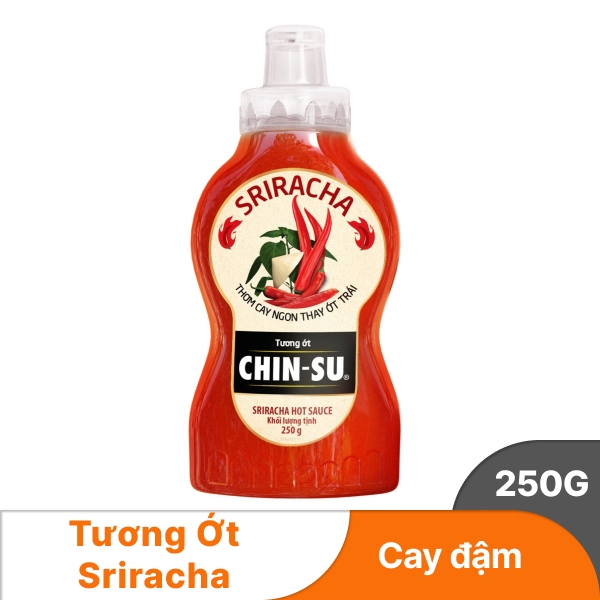 SRIRACHA
THƠM CAY NGON THAY ỚT TRÁI
Tương ớt
CHIN-SU®
SRIRACHA HOT SAUCE
Khối lượng tịnh
250 g
250G
Tương Ớt
Sriracha
Cay đậm